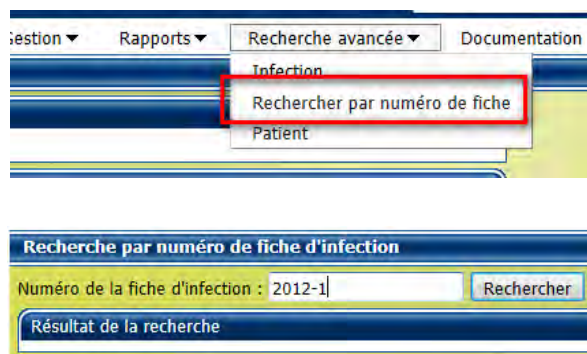 Gestion ▾ Rapports ▾ Recherche avancée ▾ Documentation
Infection
Rechercher par numéro de fiche
Patient
Recherche par numéro de fiche d'infection
Numéro de la fiche d'infection : 2012-1 Rechercher
Résultat de la recherche